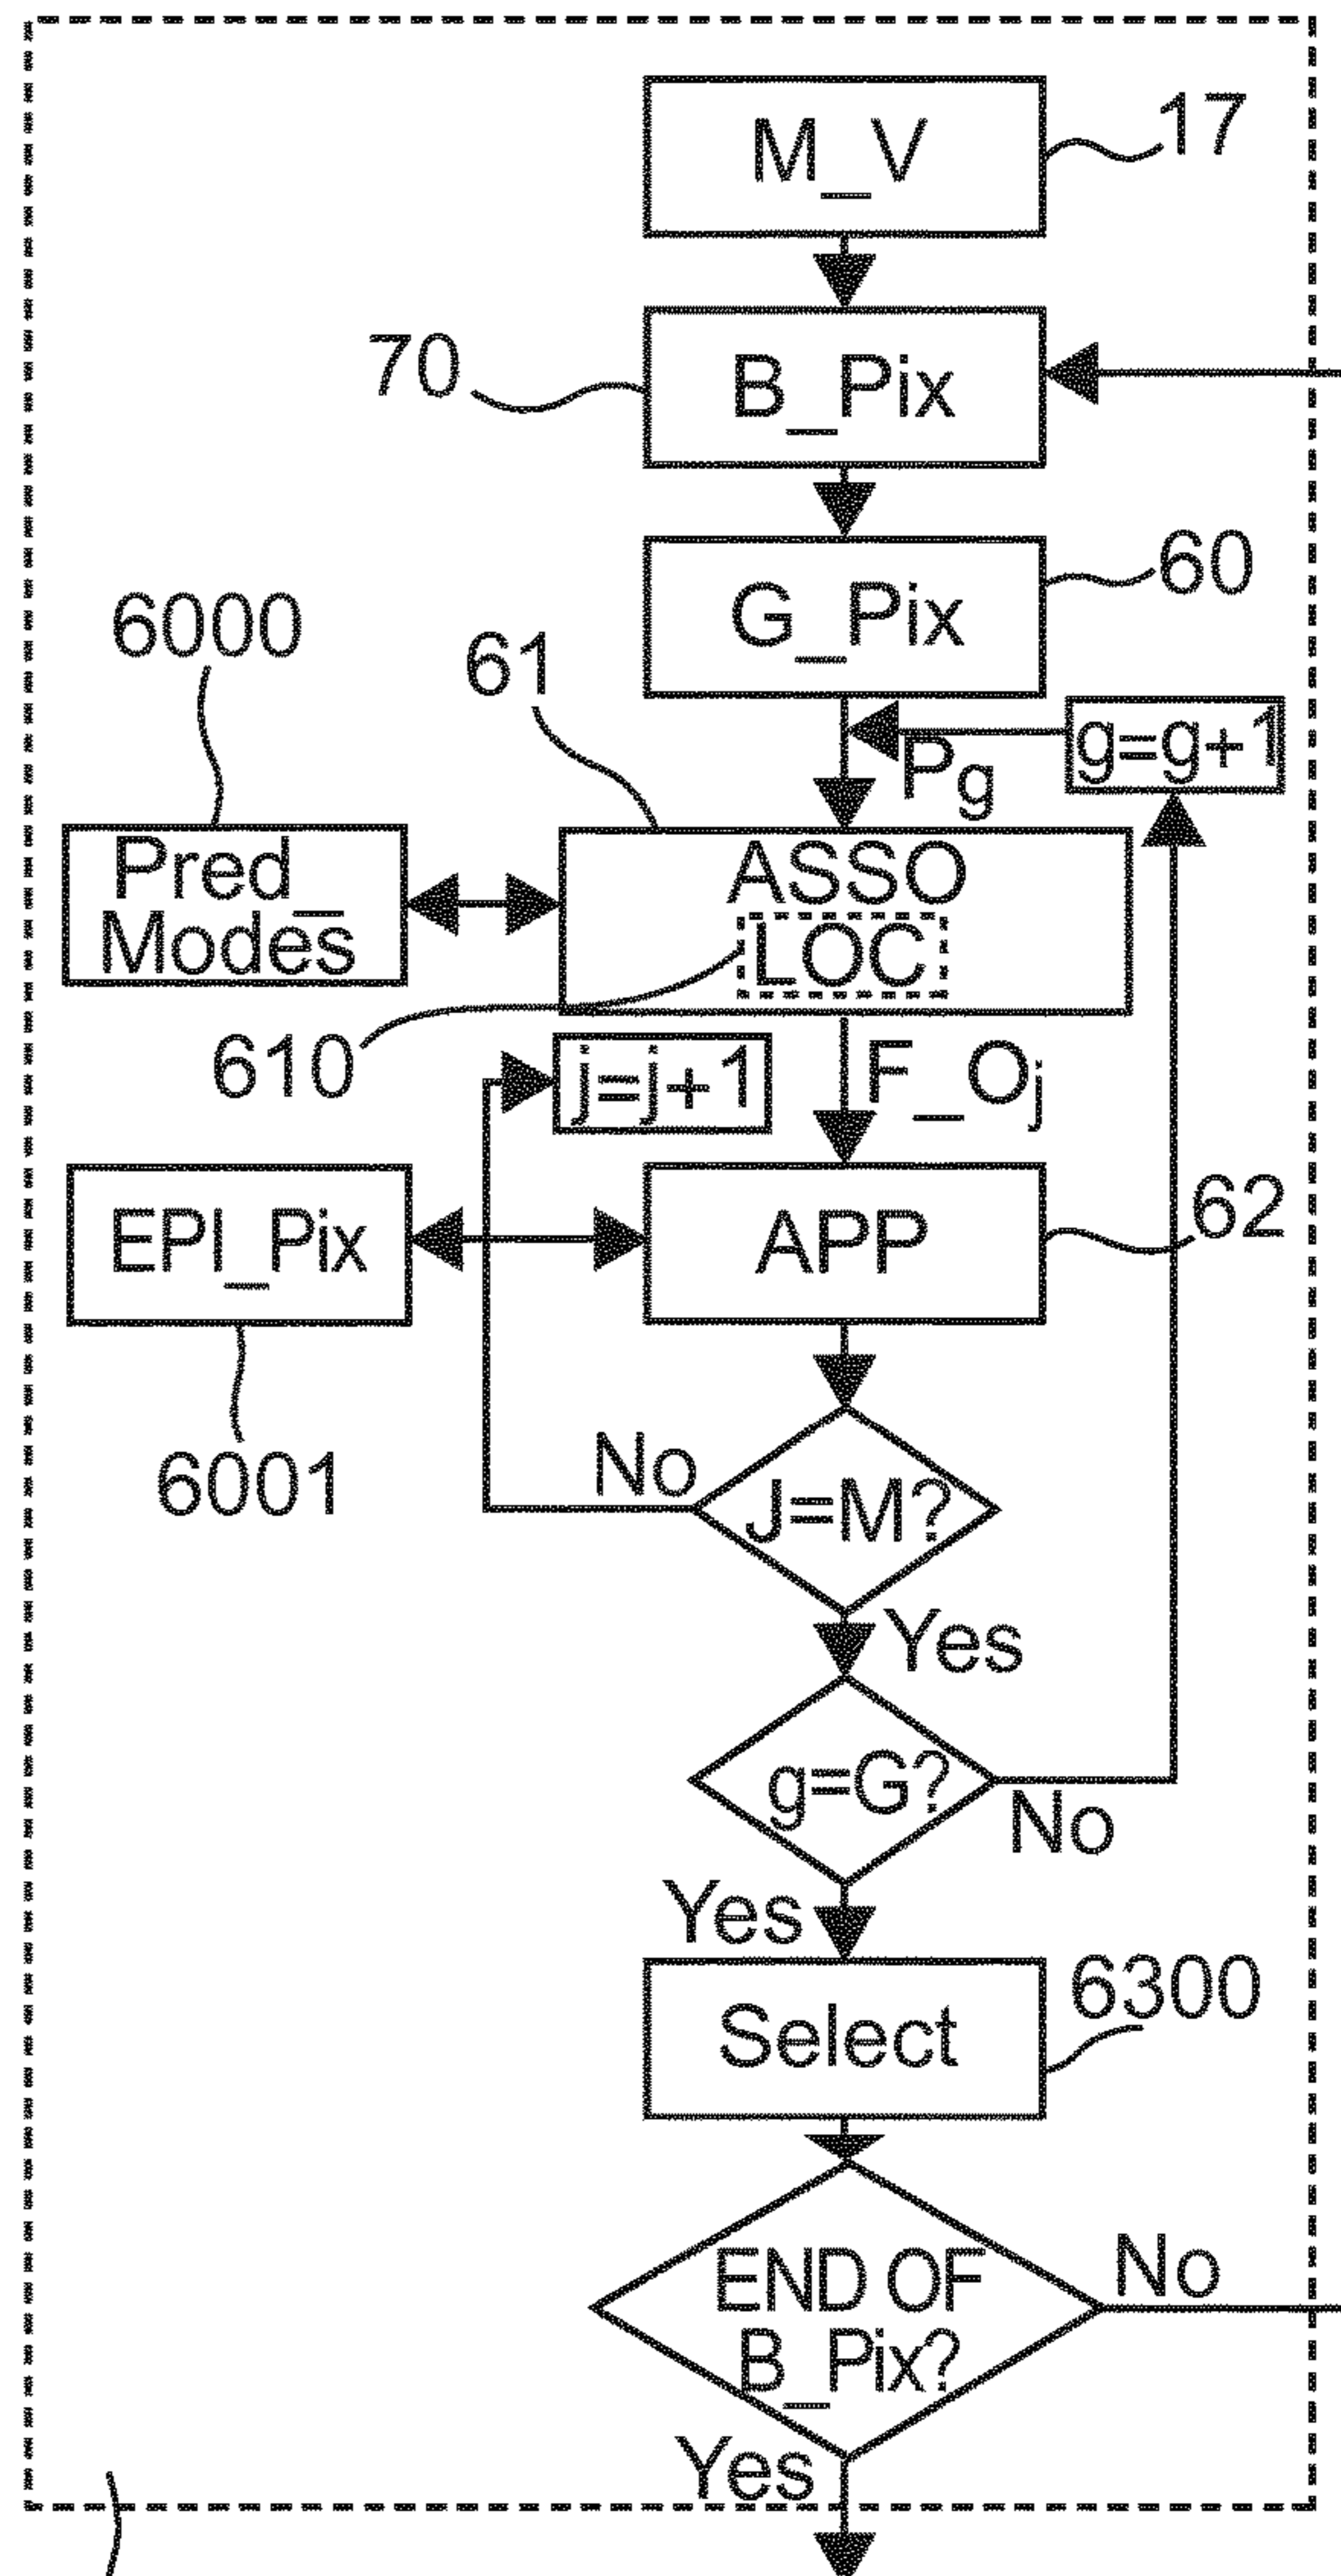 M_V
17
70
B_Pix
60
G_Pix
6000
61
g=g+1
Pg
Pred_
Modes
ASSO
LOC
610
j=j+1
F_Oj
EPI_Pix
APP
62
6001
No
J=M?
Yes
g=G?
No
Yes
Select
6300
END OF
B_Pix?
No
Yes